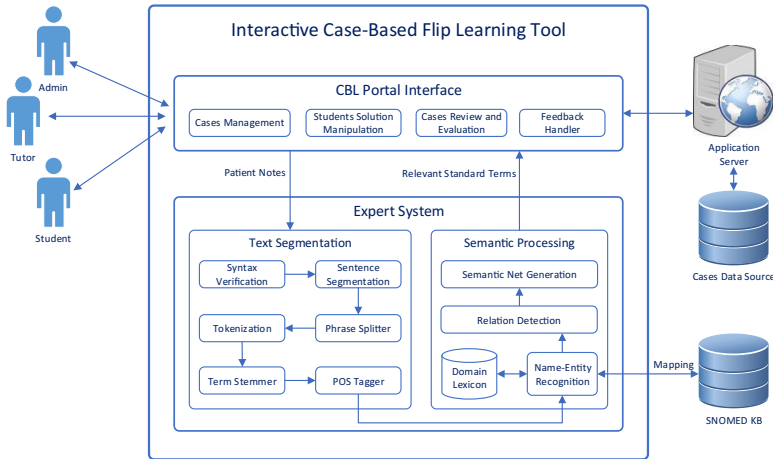 Interactive Case-Based Flip Learning Tool
Admin
Tutor
Student
CBL Portal Interface
Cases Management
Students Solution
Manipulation
Cases Review and
Evaluation
Feedback
Handler
Application
Server
Patient Notes
Relevant Standard Terms
Cases Data Source
Expert System
Text Segmentation
Syntax
Verification
Sentence
Segmentation
Tokenization
Phrase Splitter
Term Stemmer
POS Tagger
Semantic Processing
Semantic Net Generation
Relation Detection
Domain
Lexicon
Name-Entity
Recognition
Mapping
SNOMED KB